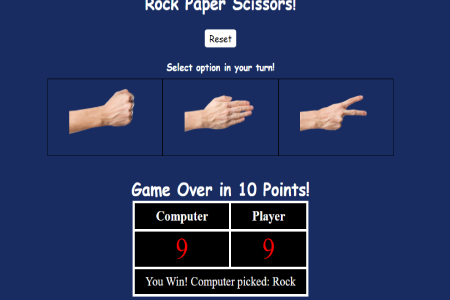 Rock Paper Scissors!
Reset
Select option in your turn!
Game Over in 10 Points!
Computer Player
9 9
You Win! Computer picked: Rock